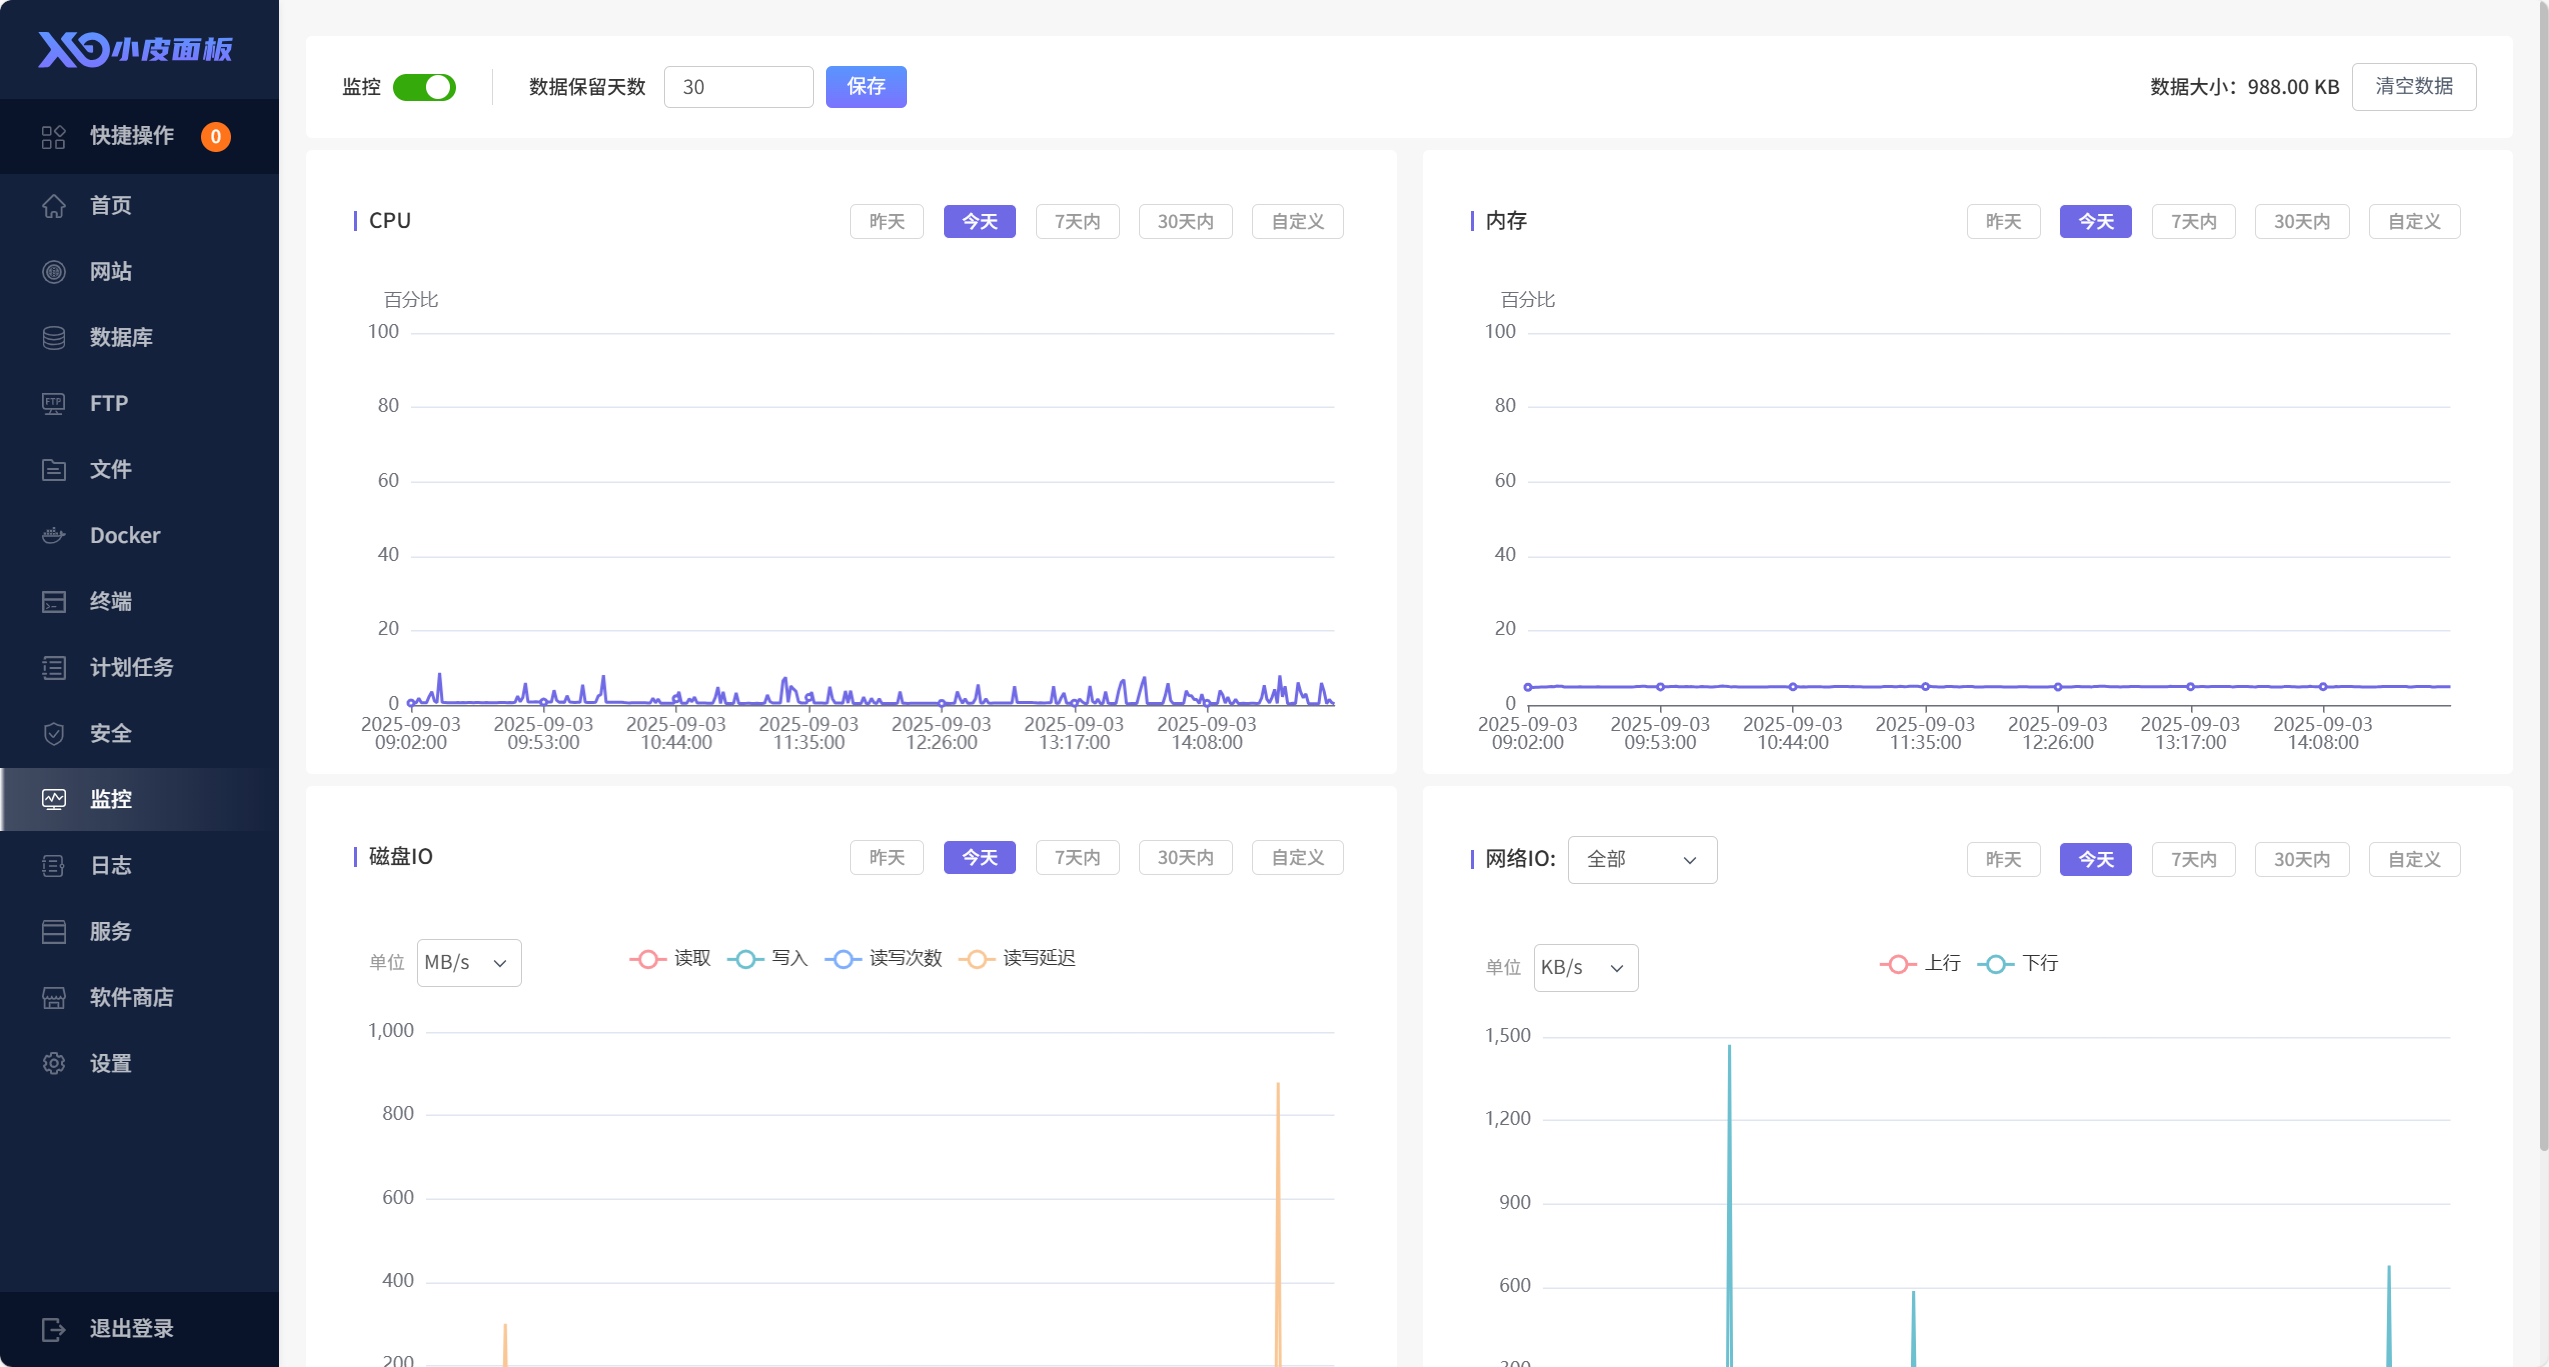 小皮面板
快捷操作 0
首页
网站
数据库
FTP
文件
Docker
终端
计划任务
安全
监控
日志
服务
软件商店
设置
退出登录
监控 数据保留天数 30 保存 数据大小：988.00 KB 清空数据
CPU 昨天 今天 7天内 30天内 自定义
百分比
100
80
60
40
20
0
2025-09-03 2025-09-03 2025-09-03 2025-09-03 2025-09-03 2025-09-03 2025-09-03
09:02:00 09:53:00 10:44:00 11:35:00 12:26:00 13:17:00 14:08:00
内存 昨天 今天 7天内 30天内 自定义
百分比
100
80
60
40
20
0
2025-09-03 2025-09-03 2025-09-03 2025-09-03 2025-09-03 2025-09-03 2025-09-03
09:02:00 09:53:00 10:44:00 11:35:00 12:26:00 13:17:00 14:08:00
磁盘IO 昨天 今天 7天内 30天内 自定义
单位 MB/s 读取 写入 读写次数 读写延迟
1,000
800
600
400
200
网络IO: 全部 昨天 今天 7天内 30天内 自定义
单位 KB/s 上行 下行
1,500
1,200
900
600
300